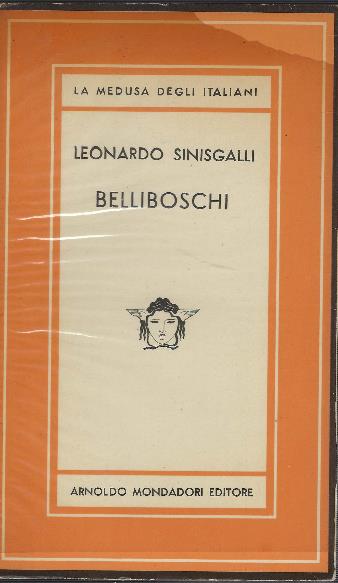 LA MEDUSA DEGLI ITALIANI
LEONARDO SINISGALLI
BELLIBOSCHI
ARNOLDO MONDADORI EDITORE